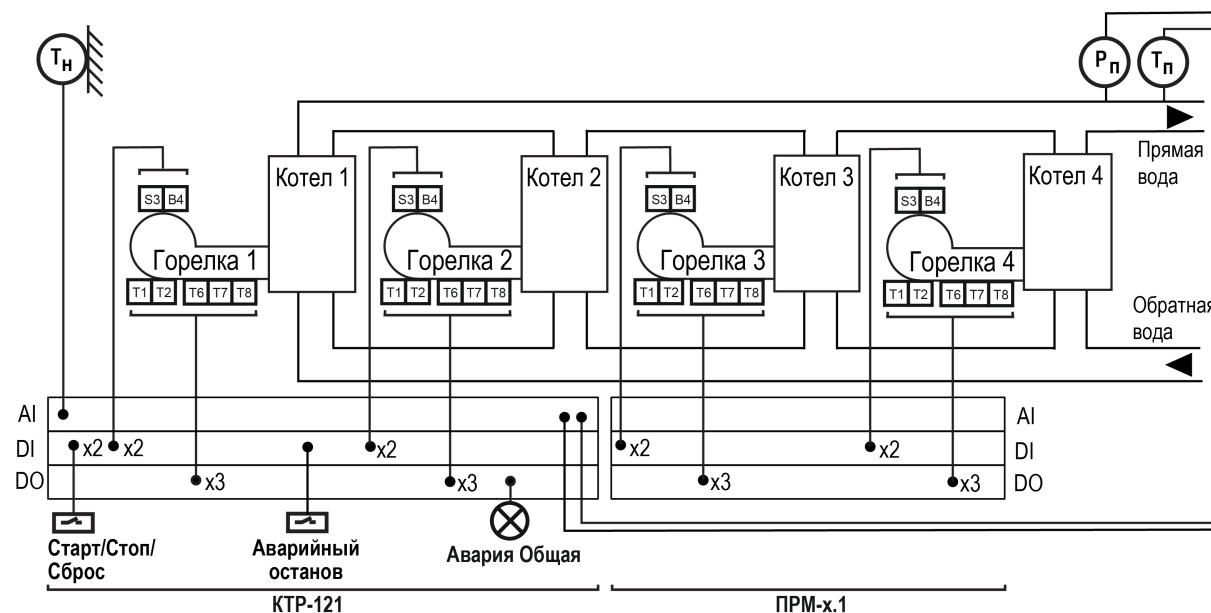 Tн
Pп
Tп
Прямая
вода
Котел 1
Котел 2
Котел 3
Котел 4
S3 B4
S3 B4
S3 B4
S3 B4
Горелка 1
Горелка 2
Горелка 3
Горелка 4
T1 T2 T6 T7 T8
T1 T2 T6 T7 T8
T1 T2 T6 T7 T8
T1 T2 T6 T7 T8
Обратная
вода
AI
AI
DI x2 x2 x2 x2 x2 DI
DO x3 x3 x3 x3 DO
Старт/Стоп/
Сброс
Аварийный
останов
Авария Общая
КТР-121
ПРМ-х.1